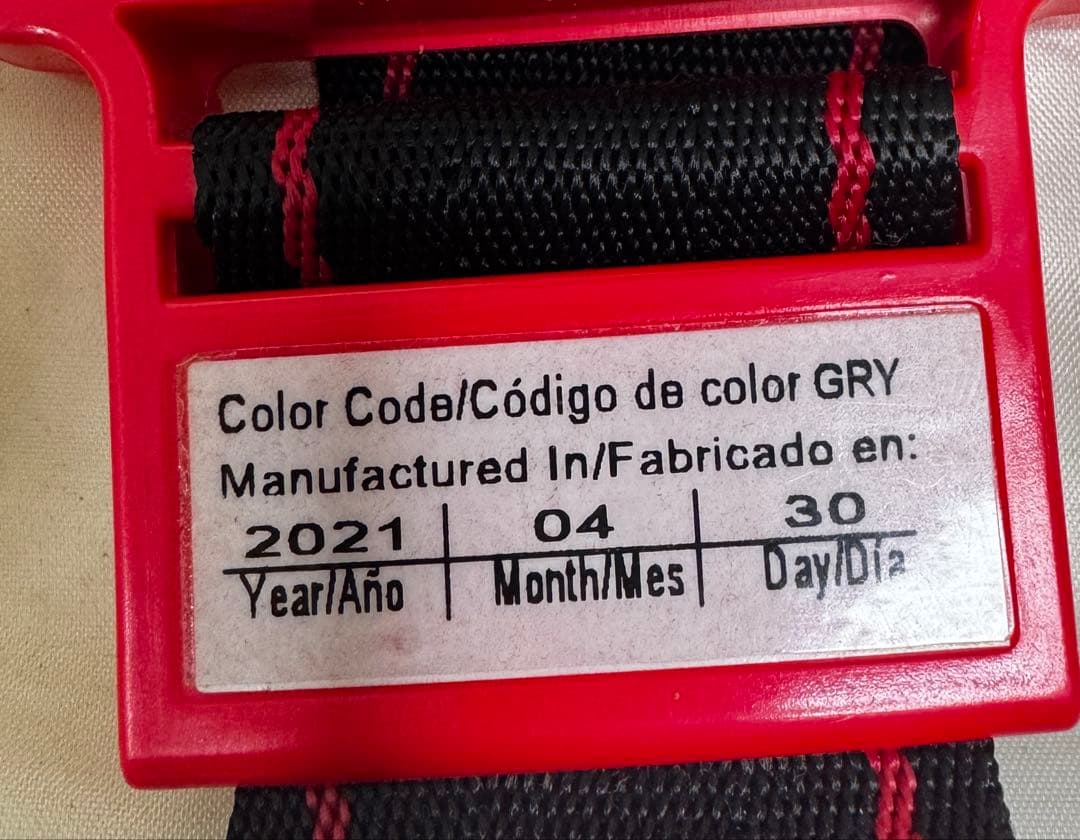 Color Code/Código de color GRY
Manufactured In/Fabricado en:
2021 04 30
Year/Año Month/Mes Day/Día